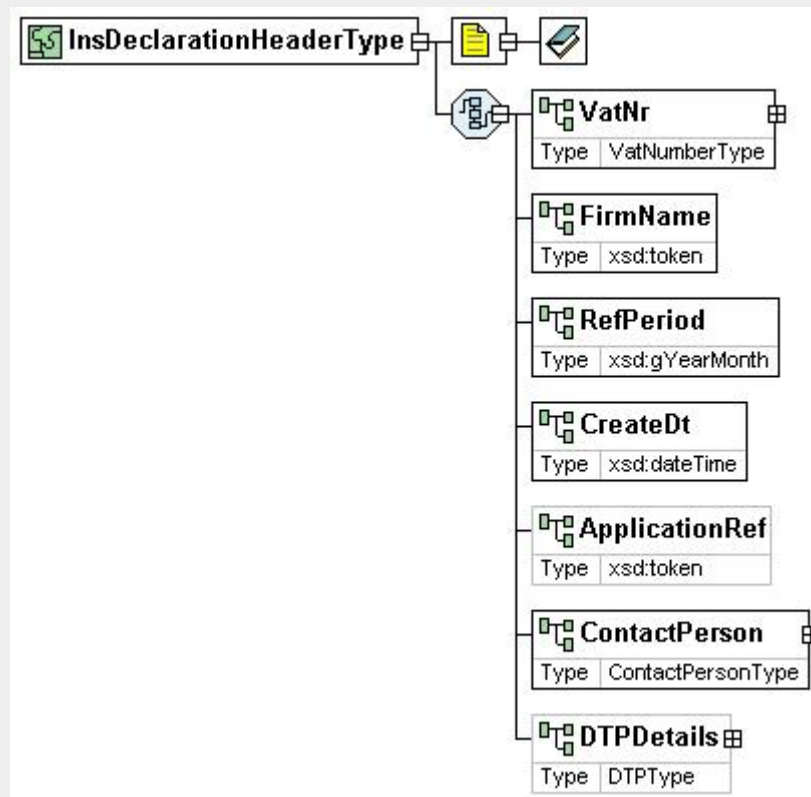 InsDeclarationHeaderType
VatNr
Type VatNumberType
FirmName
Type xsd:token
RefPeriod
Type xsd:gYearMonth
CreateDt
Type xsd:dateTime
ApplicationRef
Type xsd:token
ContactPerson
Type ContactPersonType
DTPDetails
Type DTPType